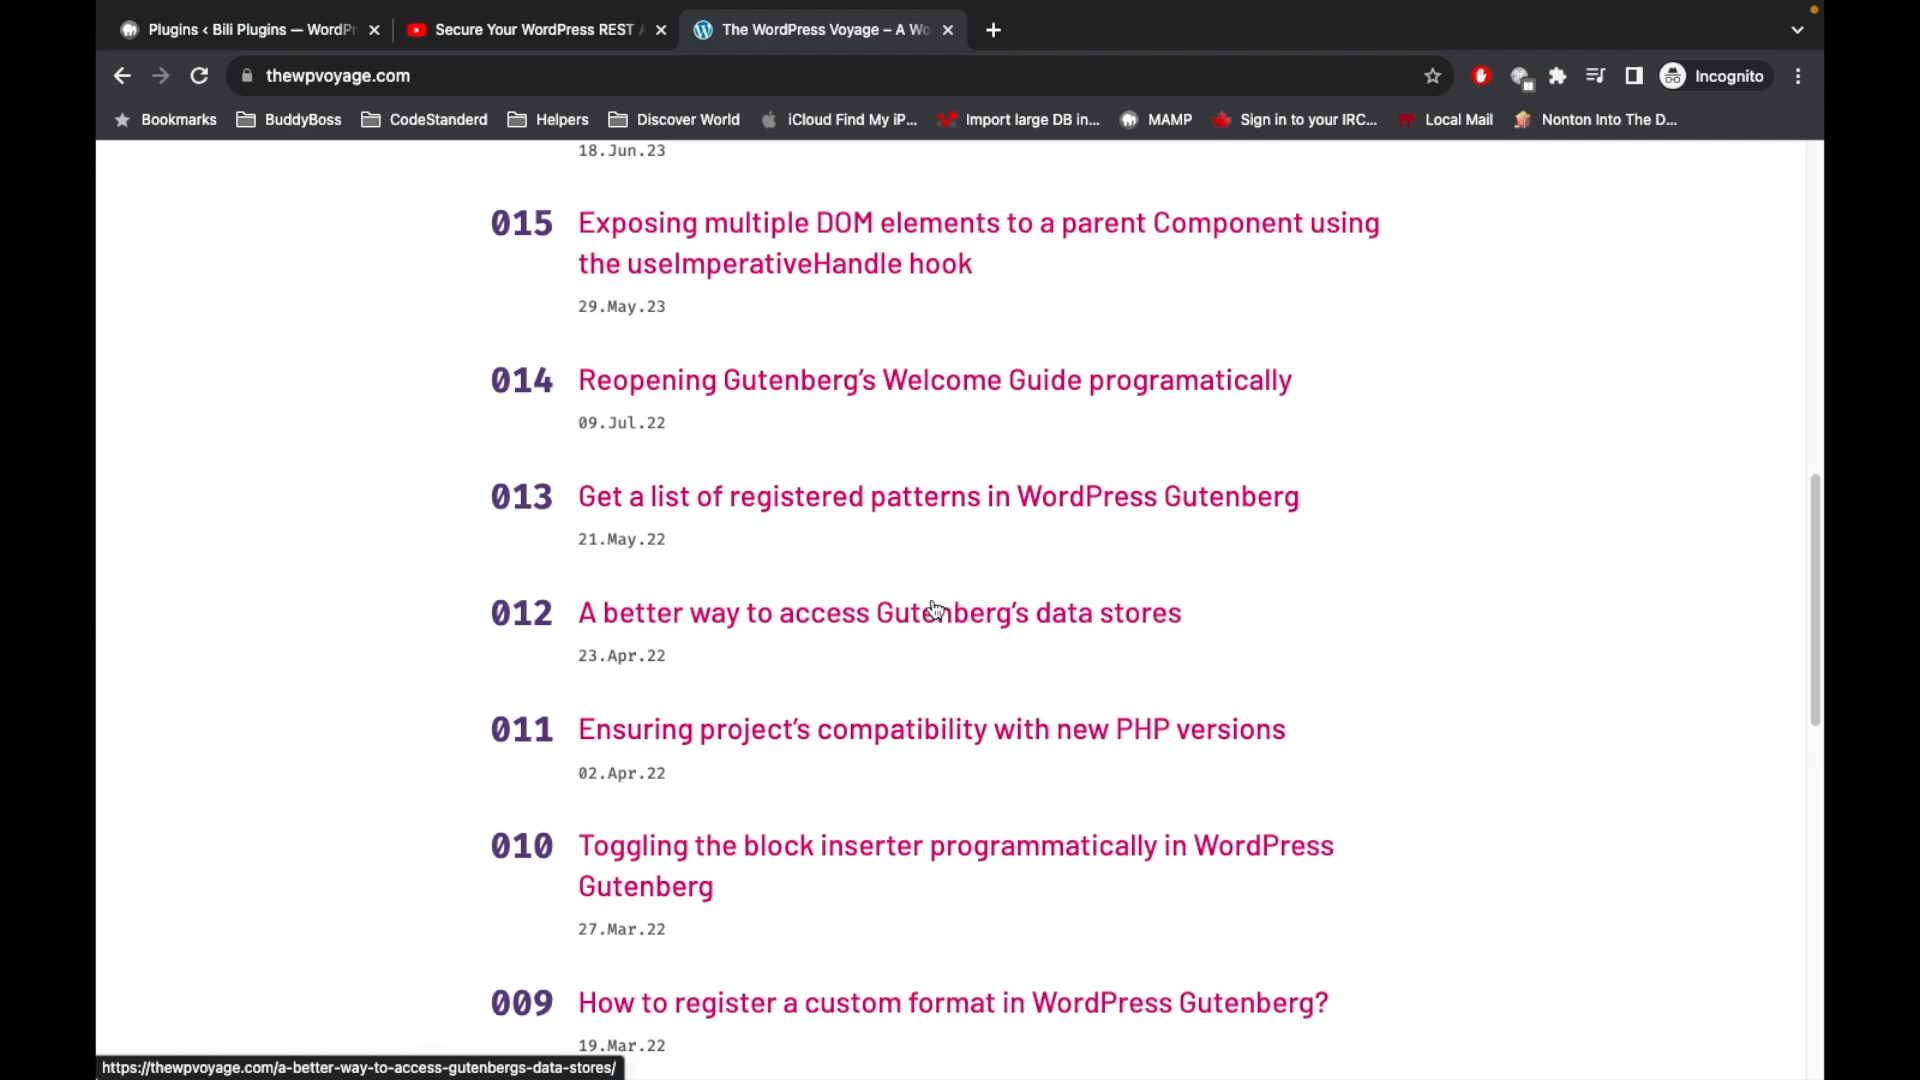 Plugins ‹ Bili Plugins — WordPr
Secure Your WordPress REST A
The WordPress Voyage – A Wo
thewpvoyage.com
Incognito
Bookmarks
BuddyBoss
CodeStanderd
Helpers
Discover World
iCloud Find My iP...
Import large DB in...
MAMP
Sign in to your IRC...
Local Mail
Nonton Into The D...
18.Jun.23
015
Exposing multiple DOM elements to a parent Component using
the useImperativeHandle hook
29.May.23
014
Reopening Gutenberg’s Welcome Guide programatically
09.Jul.22
013
Get a list of registered patterns in WordPress Gutenberg
21.May.22
012
A better way to access Gutenberg’s data stores
23.Apr.22
011
Ensuring project’s compatibility with new PHP versions
02.Apr.22
010
Toggling the block inserter programmatically in WordPress
Gutenberg
27.Mar.22
009
How to register a custom format in WordPress Gutenberg?
19.Mar.22
https://thewpvoyage.com/a-better-way-to-access-gutenbergs-data-stores/